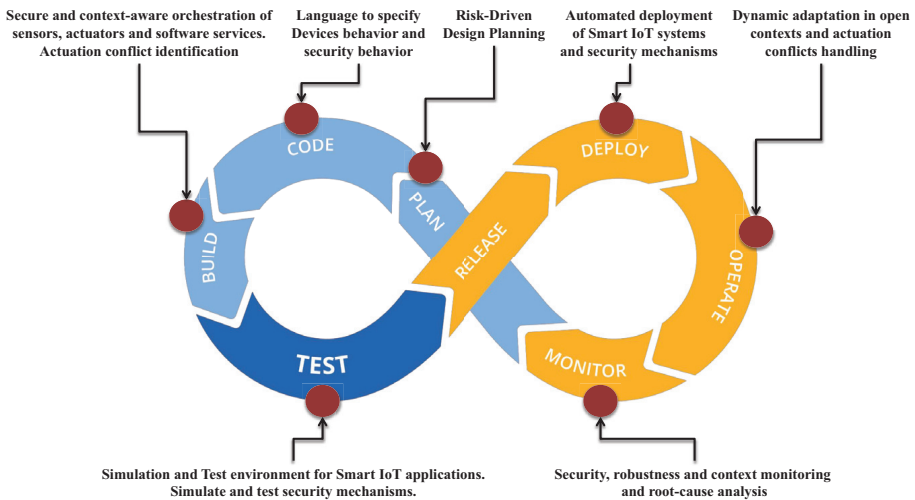 Secure and context-aware orchestration of
sensors, actuators and software services.
Actuation conflict identification
Language to specify
Devices behavior and
security behavior
Risk-Driven
Design Planning
Automated deployment
of Smart IoT systems
and security mechanisms
Dynamic adaptation in open
contexts and actuation
conflicts handling
CODE
DEPLOY
PLAN
BUILD
RELEASE
OPERATE
TEST
MONITOR
Simulation and Test environment for Smart IoT applications.
Simulate and test security mechanisms.
Security, robustness and context monitoring
and root-cause analysis